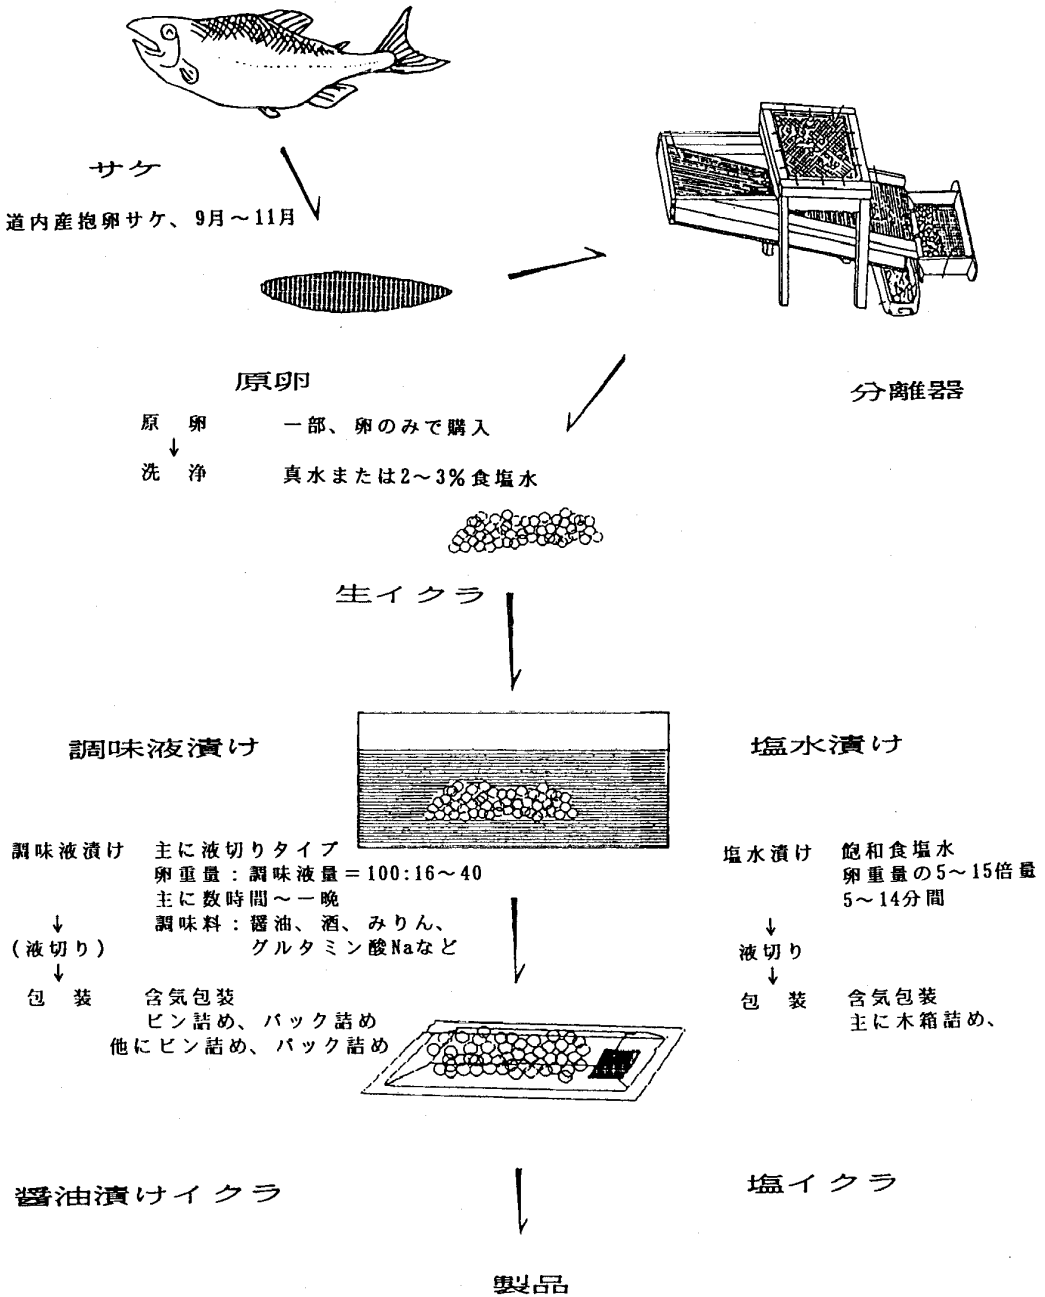 サケ
道内産抱卵サケ、9月～11月
原卵
分離器
原 卵 一部、卵のみで購入
↓
洗 浄 真水または2～3%食塩水
生イクラ
調味液漬け
塩水漬け
調味液漬け 主に液切りタイプ
卵重量：調味液量＝100:16～40
主に数時間～一晩
調味料：醤油、酒、みりん、
グルタミン酸Naなど
↓
(液切り)
↓
包 装 含気包装
ビン詰め、パック詰め
他にビン詰め、パック詰め
塩水漬け 飽和食塩水
卵重量の5～15倍量
5～14分間
↓
液切り
↓
包 装 含気包装
主に木箱詰め、
醤油漬けイクラ
塩イクラ
製品